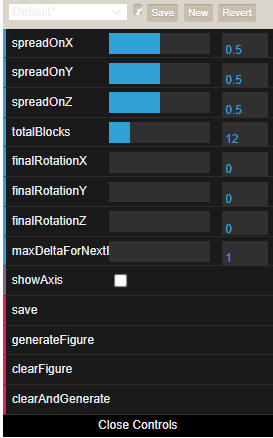 Default* Save New Revert
spreadOnX 0.5
spreadOnY 0.5
spreadOnZ 0.5
totalBlocks 12
finalRotationX 0
finalRotationY 0
finalRotationZ 0
maxDeltaForNext 1
showAxis
save
generateFigure
clearFigure
clearAndGenerate
Close Controls